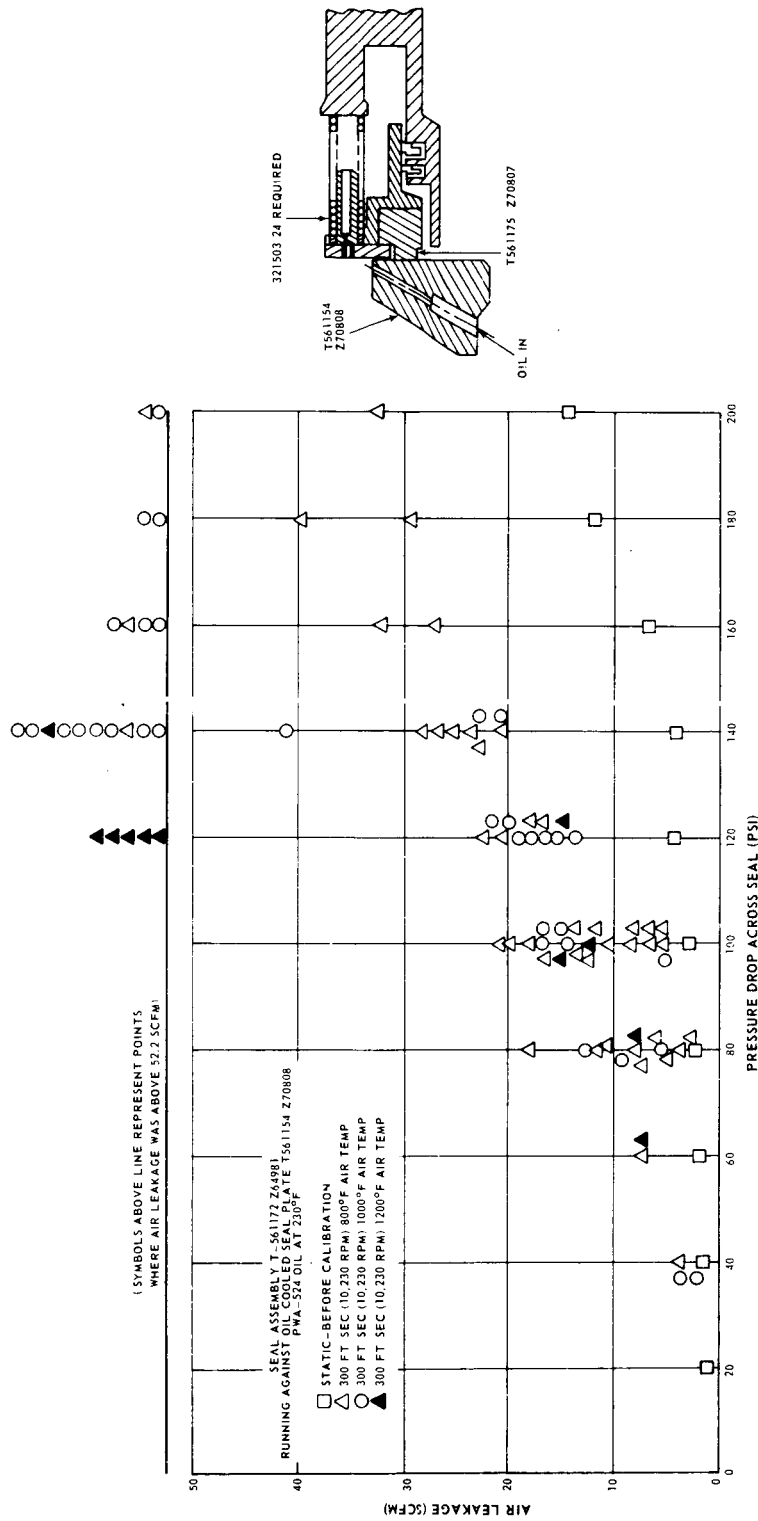 (SYMBOLS ABOVE LINE REPRESENT POINTS
WHERE AIR LEAKAGE WAS ABOVE 52.2 SCFM)
SEAL ASSEMBLY T-561172 Z64981
RUNNING AGAINST OIL COOLED SEAL PLATE T561154 Z70808
PWA-524 OIL AT 230°F
STATIC-BEFORE CALIBRATION
300 FT SEC (10,230 RPM) 800°F AIR TEMP
300 FT SEC (10,230 RPM) 1000°F AIR TEMP
300 FT SEC (10,230 RPM) 1200°F AIR TEMP
AIR LEAKAGE (SCFM)
50
40
30
20
10
0
0
20
40
60
80
100
120
140
160
180
200
PRESSURE DROP ACROSS SEAL (PSI)
321503 24 REQUIRED
T561154
Z70808
OIL IN
T561175 Z70807